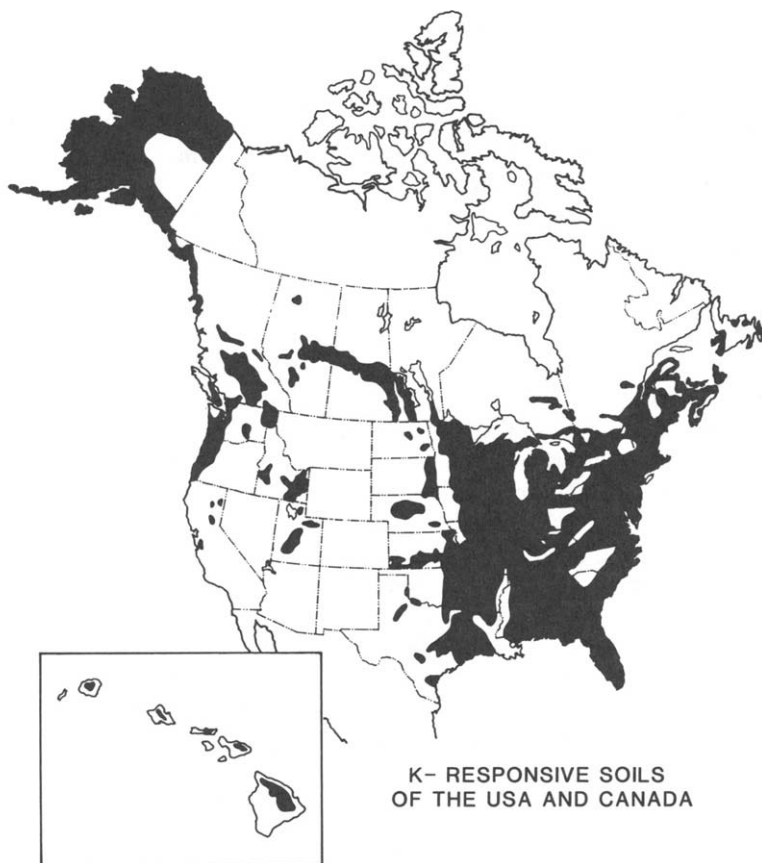 K- RESPONSIVE SOILS
OF THE USA AND CANADA